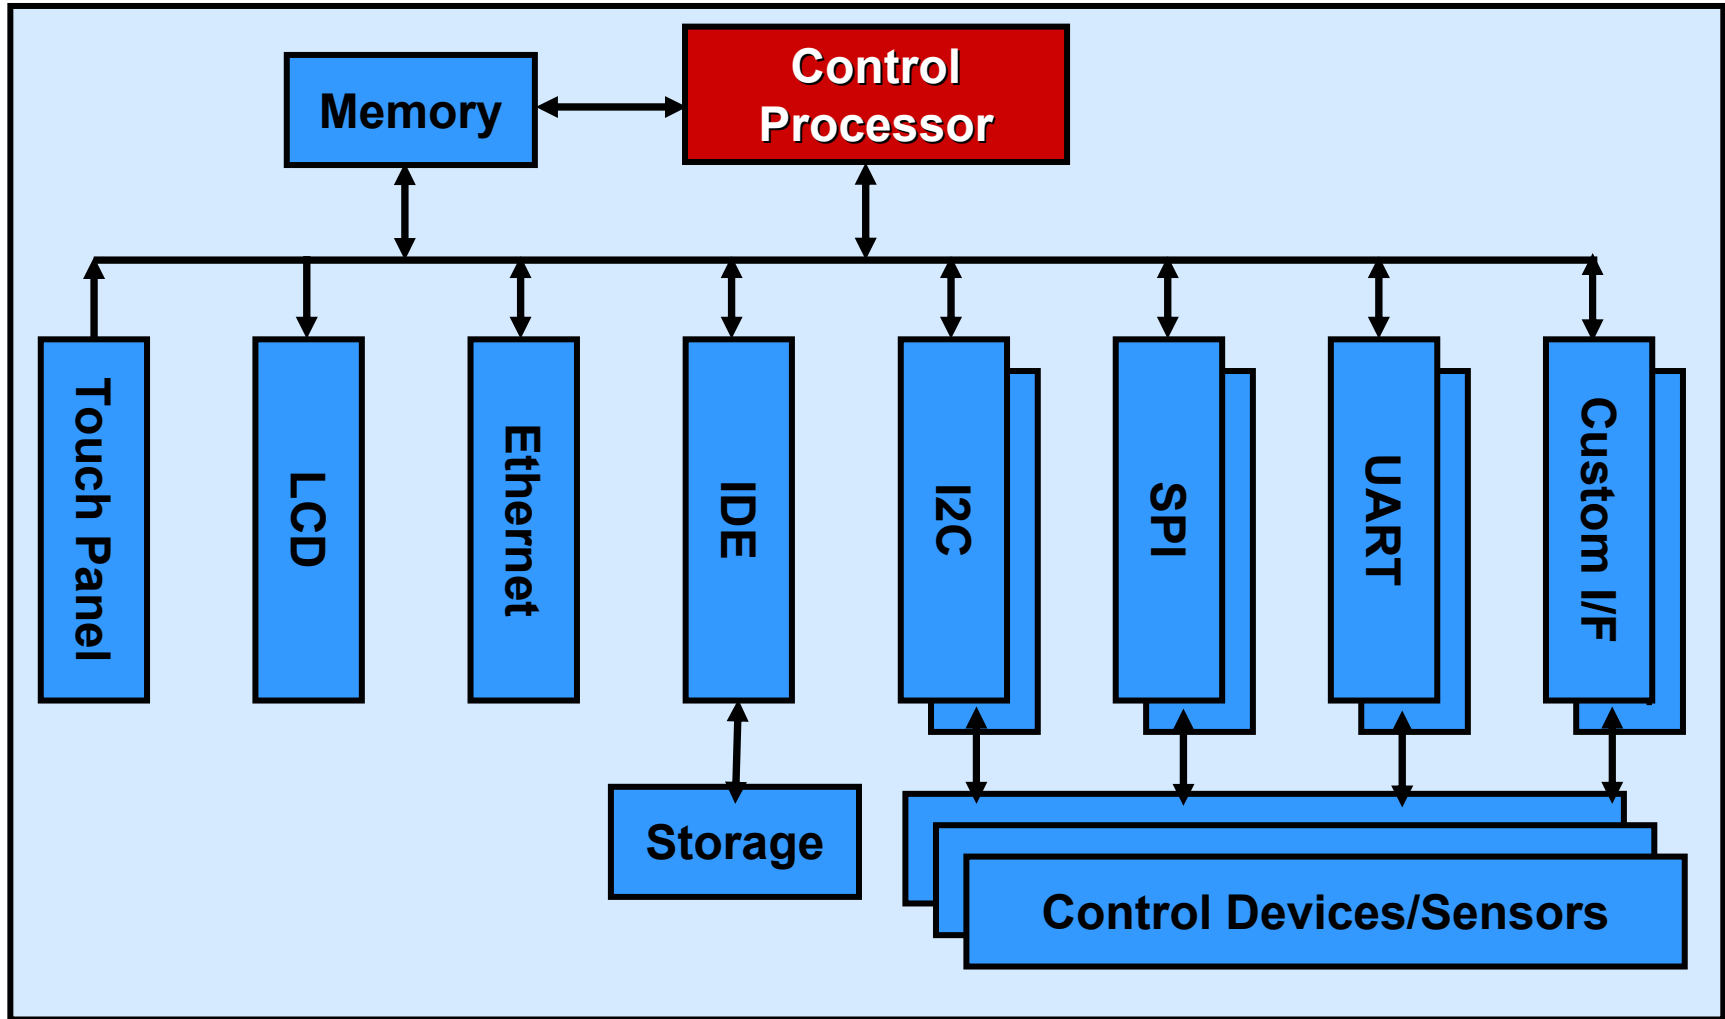 Control
Processor
Memory
Touch Panel
LCD
Ethernet
IDE
I2C
SPI
UART
Custom I/F
Storage
Control Devices/Sensors